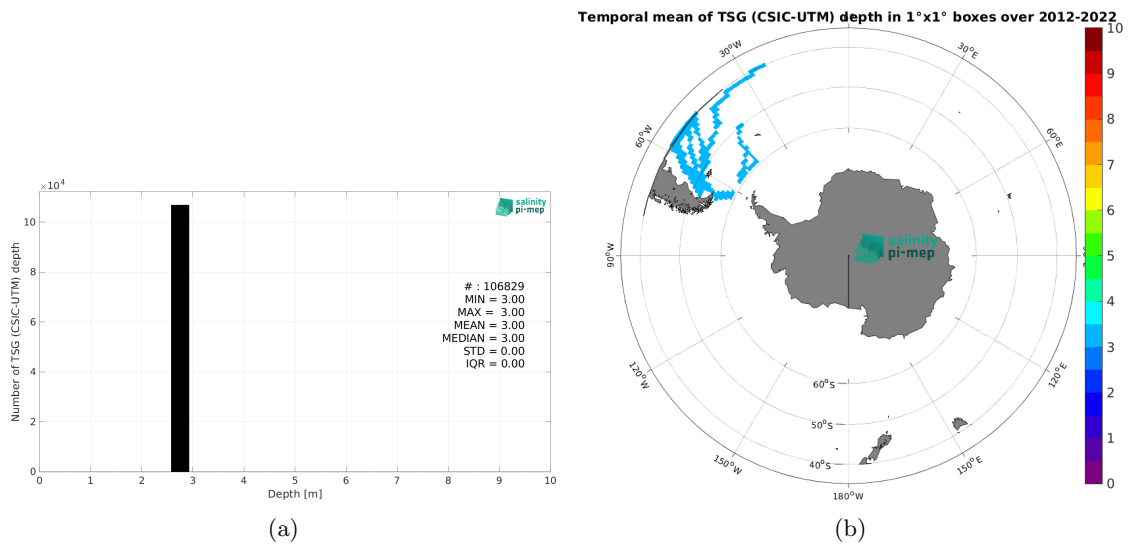 Temporal mean of TSG (CSIC-UTM) depth in 1°x1° boxes over 2012-2022
×10⁴
10
8
6
4
2
0
Number of TSG (CSIC-UTM) depth
salinity
pi-mep
# : 106829
MIN = 3.00
MAX = 3.00
MEAN = 3.00
MEDIAN = 3.00
STD = 0.00
IQR = 0.00
0 1 2 3 4 5 6 7 8 9 10
Depth [m]
(a)
30°W
30°E
60°W
60°E
90°W
salinity
pi-mep
120°W
120°E
60°S
50°S
40°S
150°W
150°E
180°W
10
9
8
7
6
5
4
3
2
1
0
(b)